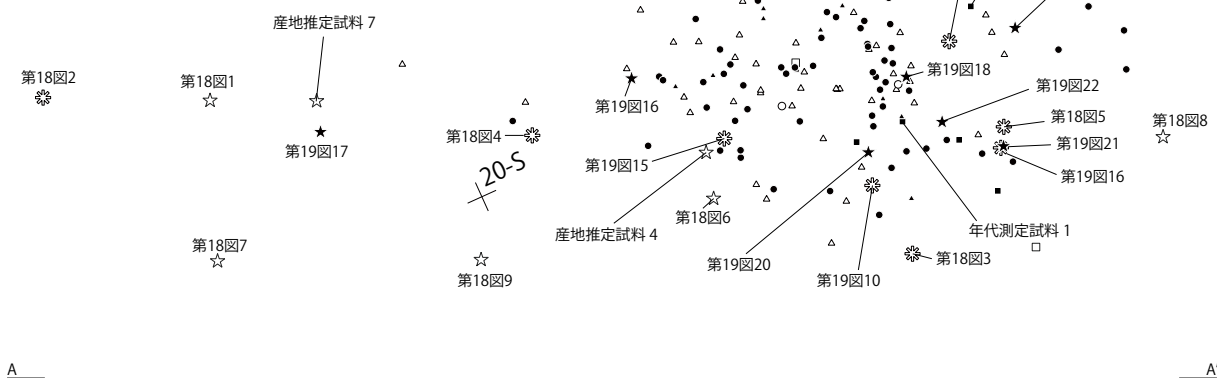 産地推定試料 7
第18図2
第18図1
第19図17
第18図4
20-S
第18図7
第18図9
第19図16
第19図15
産地推定試料 4
第18図6
第19図20
第19図10
第19図18
第19図22
第18図5
第19図21
第19図16
第18図8
年代測定試料 1
第18図3
A